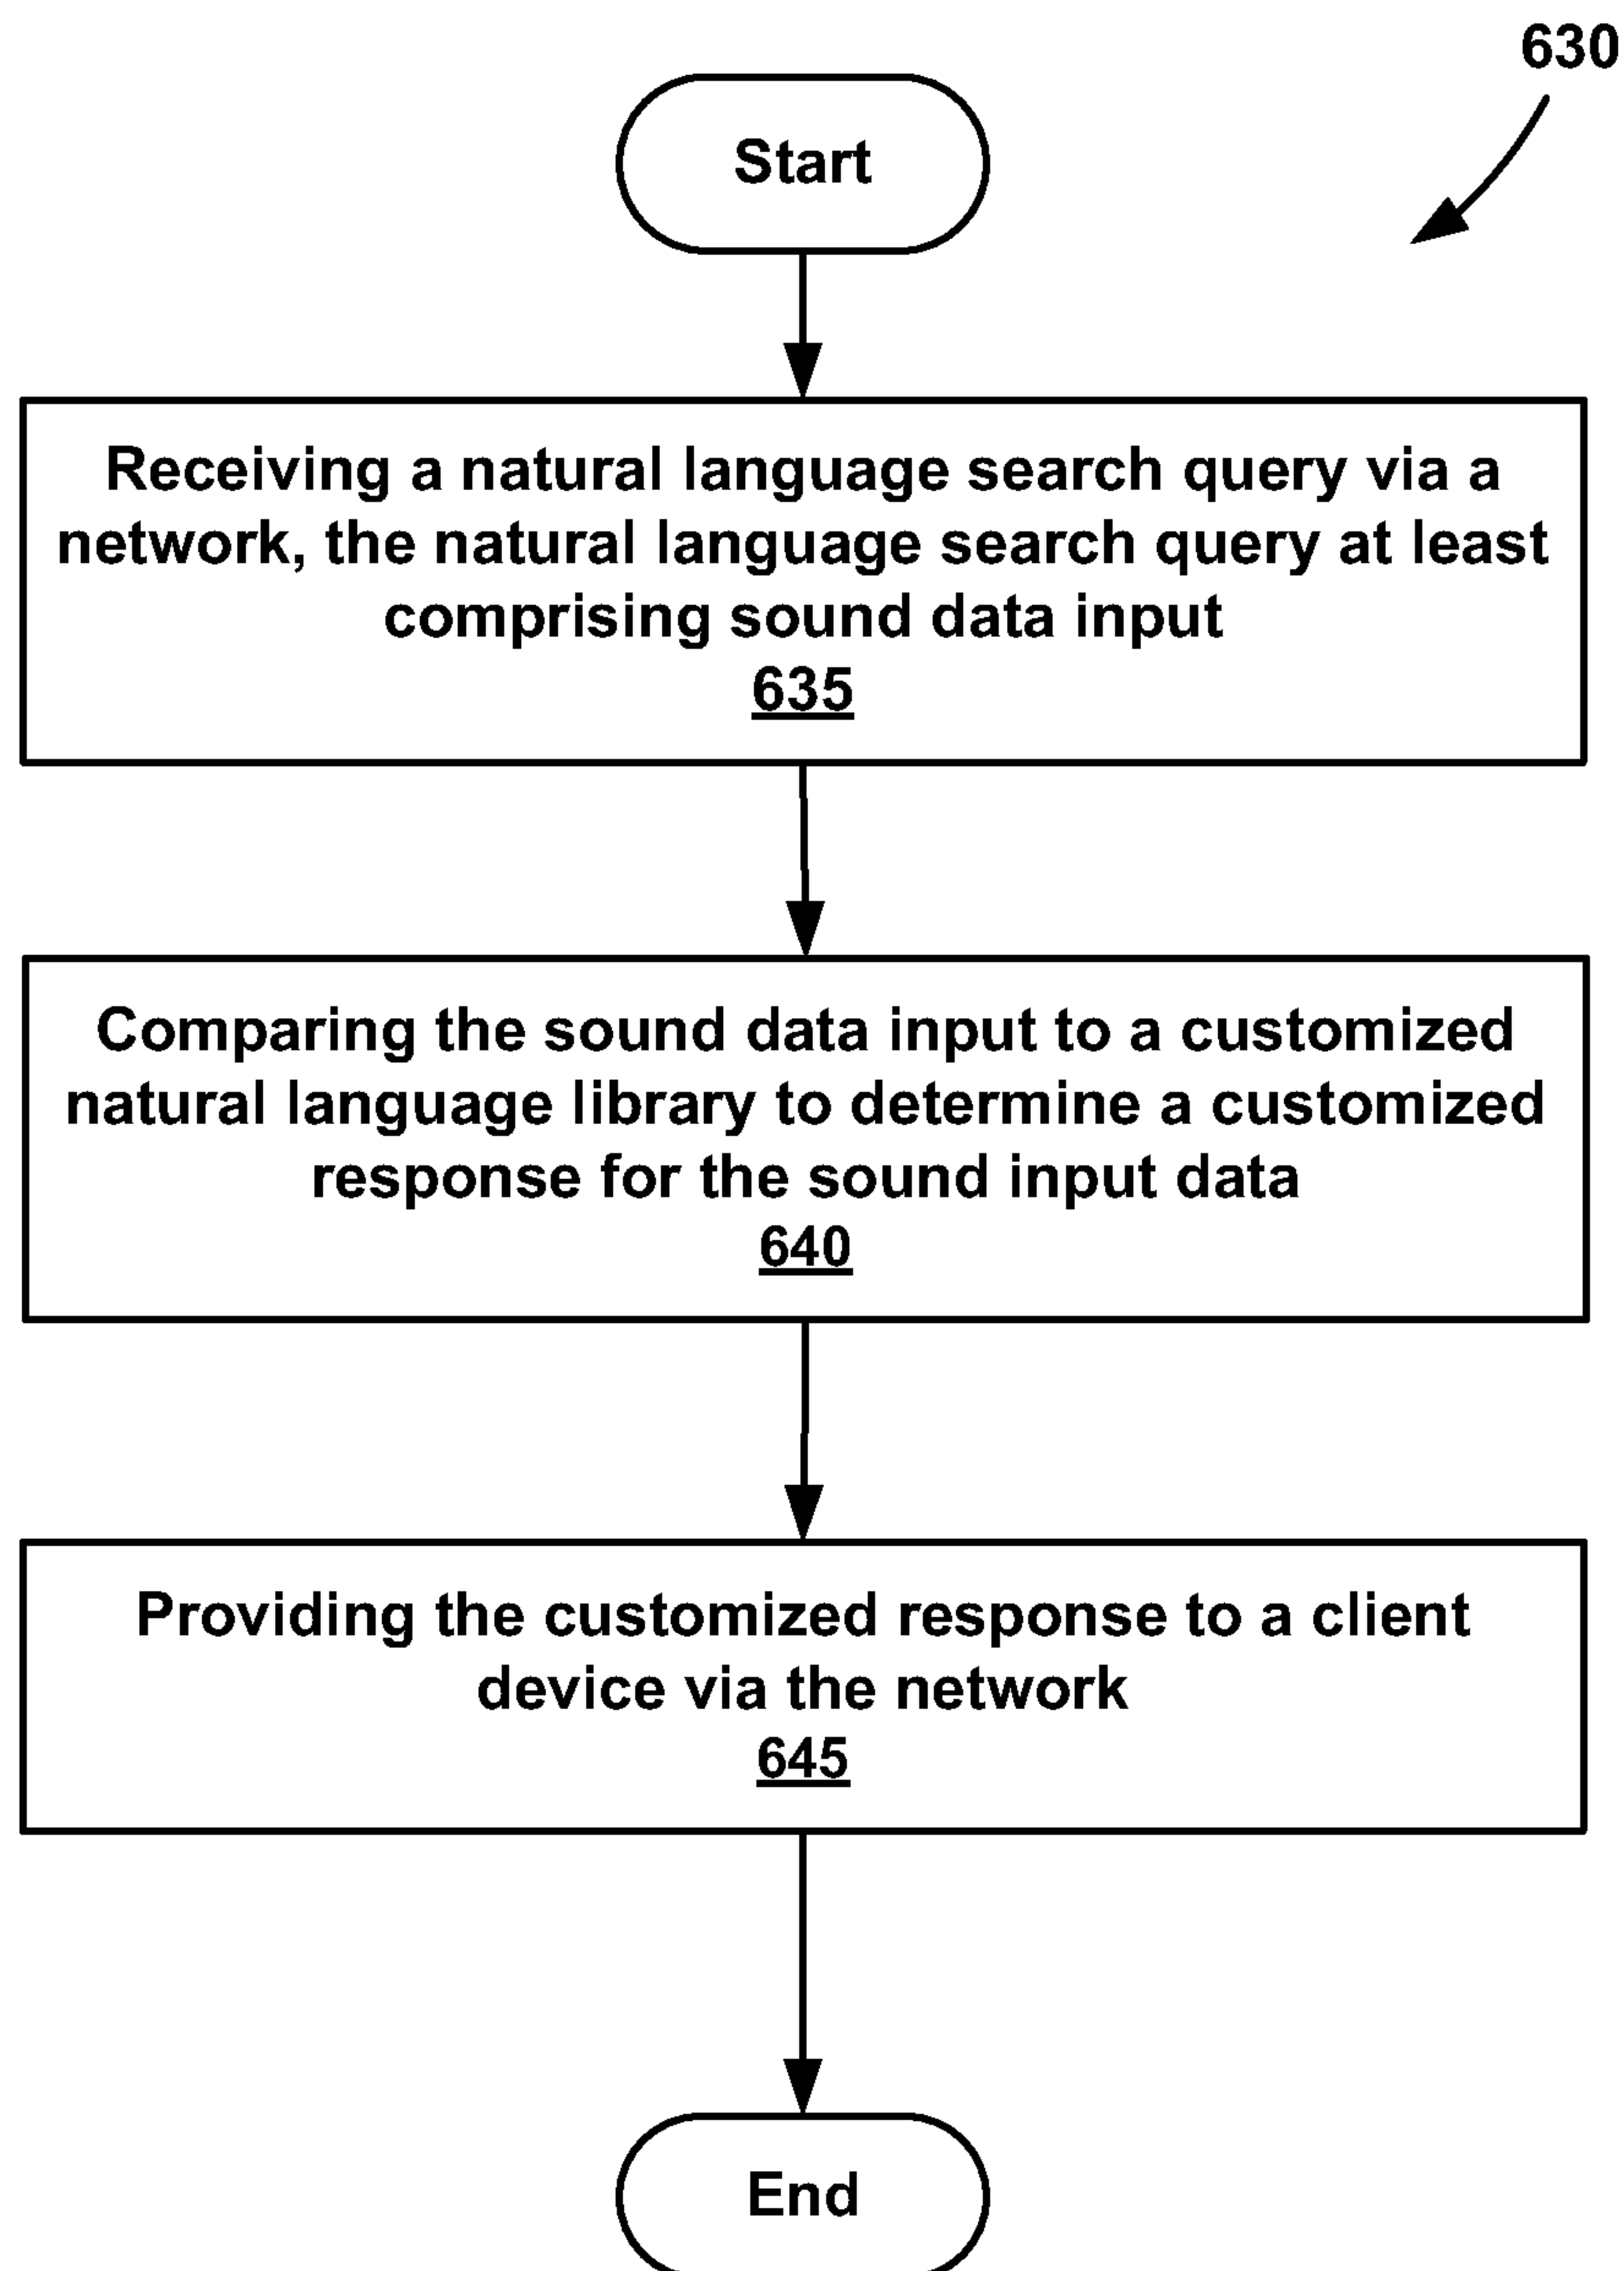 630
Start
Receiving a natural language search query via a
network, the natural language search query at least
comprising sound data input
635
Comparing the sound data input to a customized
natural language library to determine a customized
response for the sound input data
640
Providing the customized response to a client
device via the network
645
End